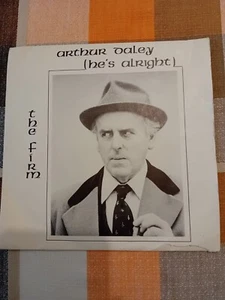 arthur daley
(he's alright)
the firm